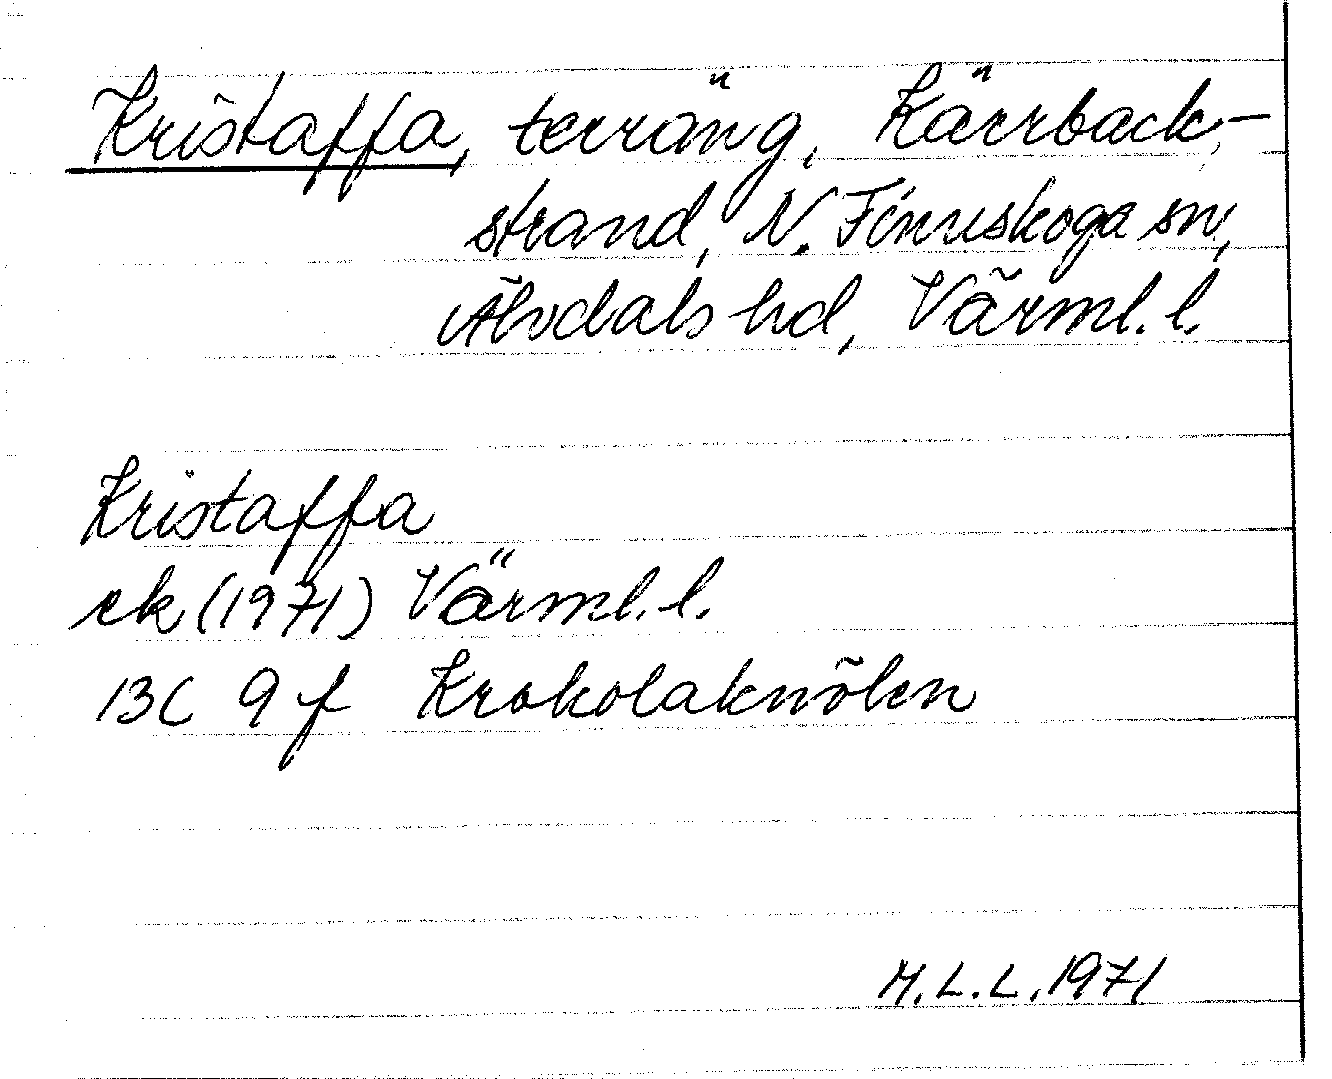 Kristaffa, terräng, Kärrback-
strand, N. Finnskoga sn,
Älvdals hd, Värml. l.
Kristaffa
ek (1971) Värml. l.
13C 9f Krokolaknölen
M.L.L. 1971